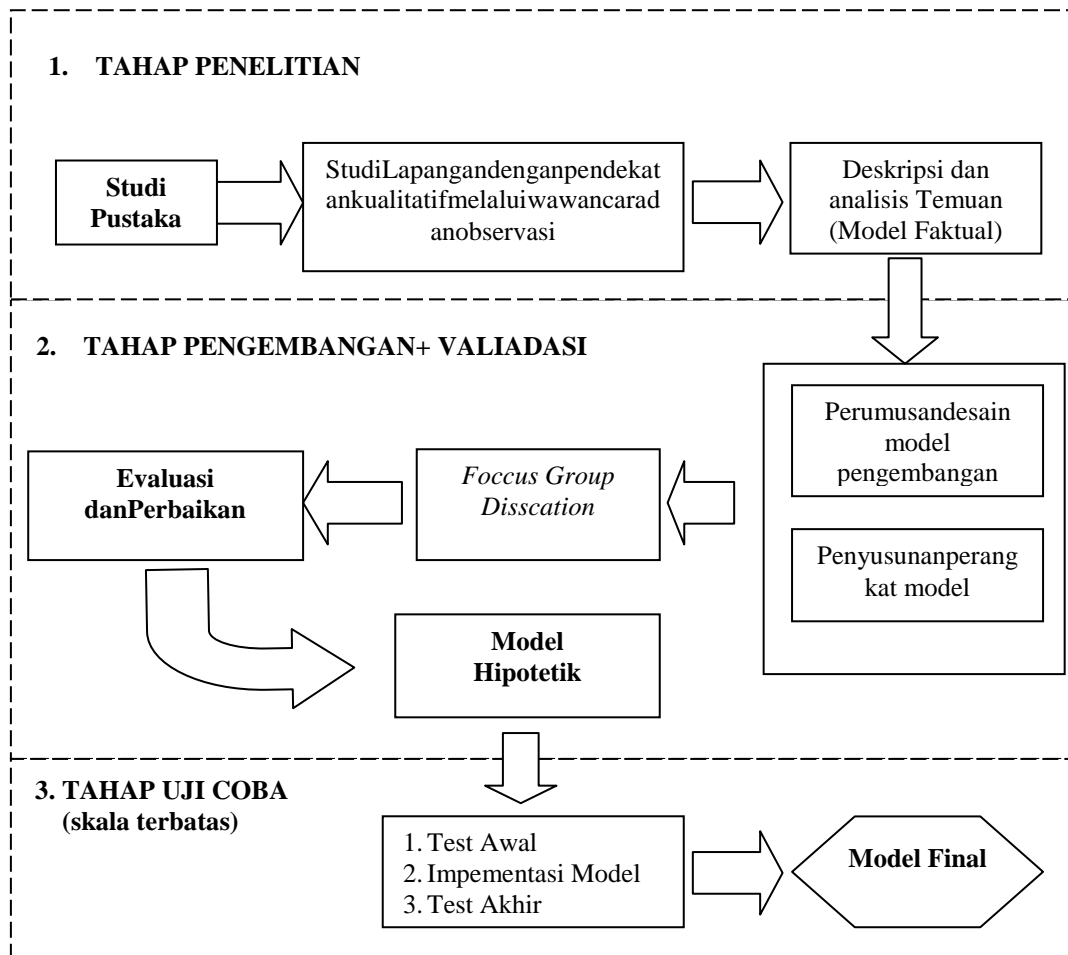 1. TAHAP PENELITIAN
Studi
Pustaka
StudiLapangandenganpendekat
ankualitatifmelaluiwawancarad
anobservasi
Deskripsi dan
analisis Temuan
(Model Faktual)
2. TAHAP PENGEMBANGAN+ VALIADASI
Perumusandesain
model
pengembangan
Penyusunanperang
kat model
Foccus Group
Disscation
Evaluasi
danPerbaikan
Model
Hipotetik
3. TAHAP UJI COBA
(skala terbatas)
1. Test Awal
2. Impementasi Model
3. Test Akhir
Model Final